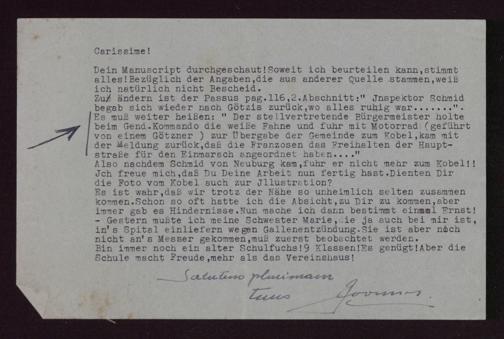 Carissime!
Dein Manuscript durchgeschaut!Soweit ich beurteilen kann,stimmt
alles!Bezüglich der Angaben,die aus anderer Quelle stammen,weiß
ich natürlich nicht Bescheid.
Zu ändern ist der Passus pag.116,2.Abschnitt:" Jnspektor Schmid
begab sich wieder nach Götzis zurück,wo alles ruhig war.......".
Es muß weiter heißen: " Der stellvertretende Bürgermeister holte
beim Gend.Kommando die weiße Fahne und fuhr mit Motorrad ( geführt
von einem Götzner ) zur Übergabe der Gemeinde zum Kobel,kam mit
der Meldung zurück,daß die Franzosen das Freihalten der Haupt-
straße für den Einmarsch angeordnet haben...."
Also nachdem Schmid von Neuburg kam,fuhr er nicht mehr zum Kobel!!!
Jch freue mich,daß Du Deine Arbeit nun fertig hast.Dienten Dir
die Foto vom Kobel auch zur Jllustration?
Es ist wahr,daß wir trotz der Nähe so unheimlich selten zusammen
kommen.Schon so oft hatte ich die Absicht,zu Dir zu kommen,aber
immer gab es Hindernisse.Nun mache ich dann bestimmt einmal Ernst!
- Gestern mußte ich meine Schwester Marie,die ja auch bei mir ist,
in's Spital einliefern wegen Gallenentzündung.Sie ist aber noch
nicht an's Messer gekommen,muß zuerst beobachtet werden.
Bin immer noch ein alter Schulfuchs!9 Klassen!Es genügt!Aber die
Schule macht Freude,mehr als das Vereinshaus!
Salutem plurimam
tuus